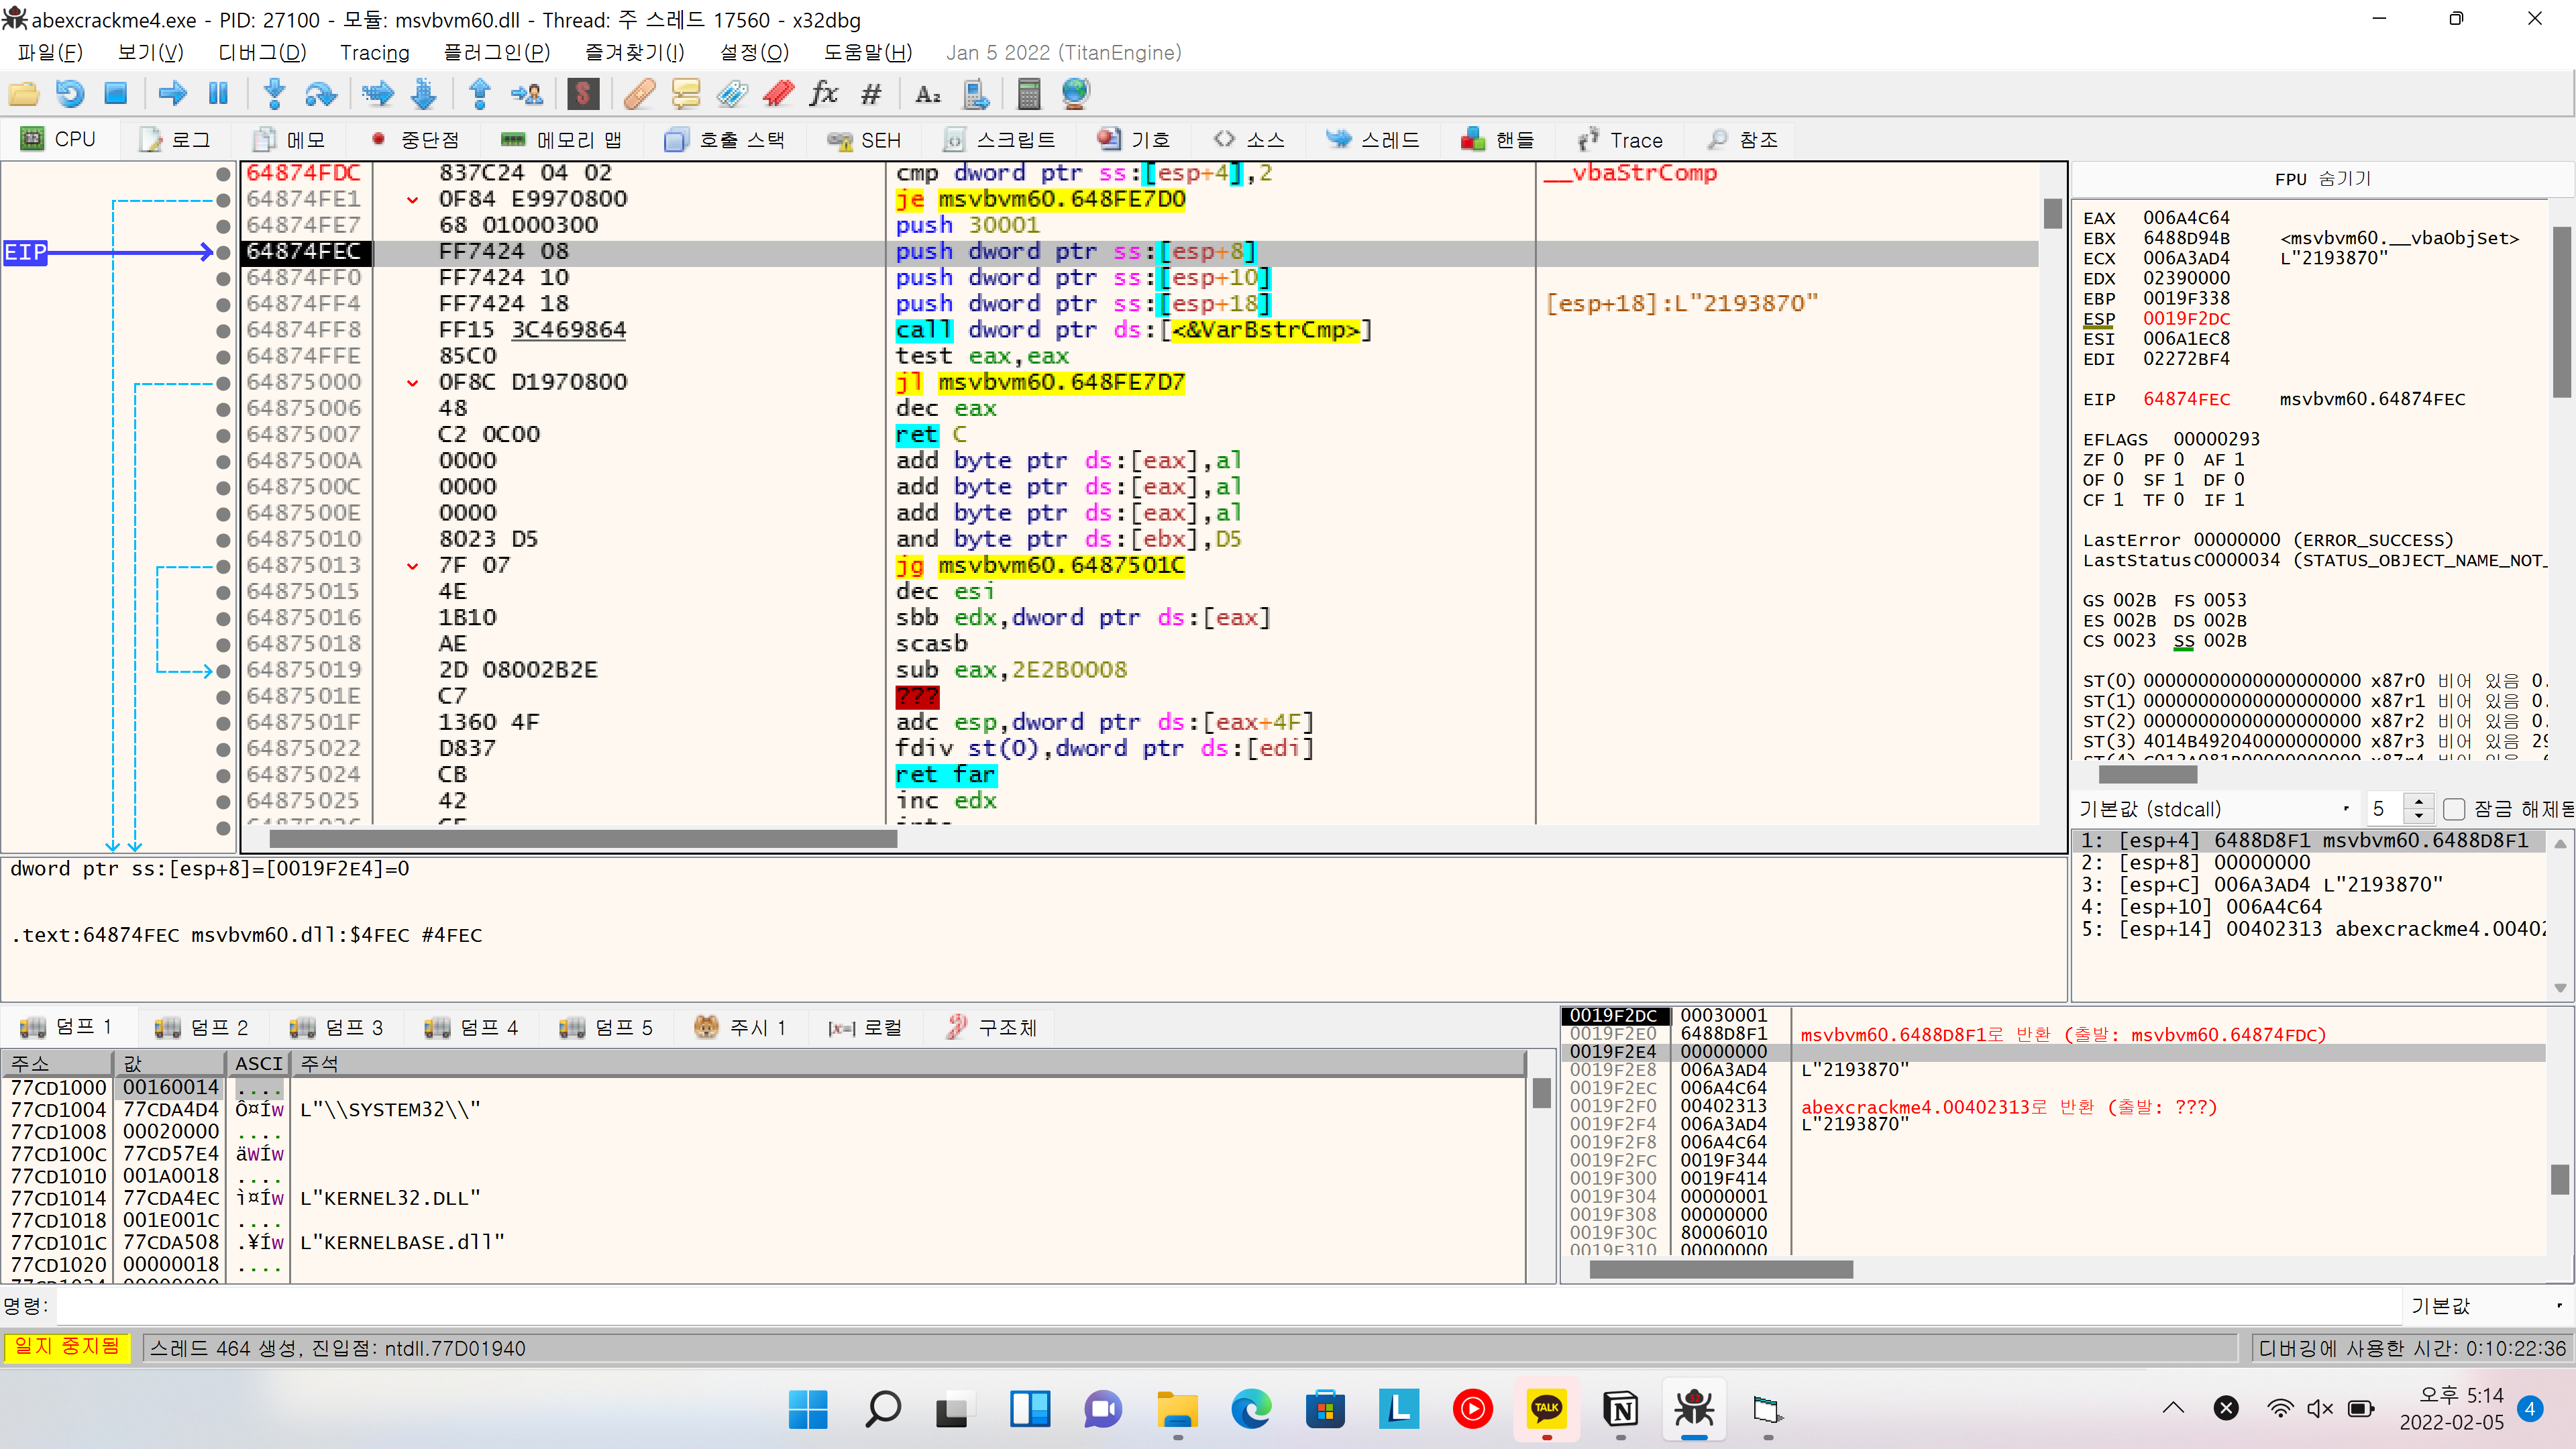 abexcrackme4.exe - PID: 27100 - 모듈: msvbvm60.dll - Thread: 주 스레드 17560 - x32dbg
파일(F) 보기(V) 디버그(D) Tracing 플러그인(P) 즐겨찾기(I) 설정(O) 도움말(H) Jan 5 2022 (TitanEngine)
CPU 로그 메모 중단점 메모리 맵 호출 스택 SEH 스크립트 기호 소스 스레드 핸들 Trace 참조
64874FDC 837C24 04 02 cmp dword ptr ss:[esp+4],2 __vbaStrComp
64874FE1 0F84 E9970800 je msvbvm60.648FE7D0
64874FE7 68 01000300 push 30001
EIP 64874FEC FF7424 08 push dword ptr ss:[esp+8]
64874FF0 FF7424 10 push dword ptr ss:[esp+10]
64874FF4 FF7424 18 push dword ptr ss:[esp+18] [esp+18]:L"2193870"
64874FF8 FF15 3C469864 call dword ptr ds:[<&VarBstrCmp>]
64874FFE 85C0 test eax,eax
64875000 0F8C D1970800 jl msvbvm60.648FE7D7
64875006 48 dec eax
64875007 C2 0C00 ret C
6487500A 0000 add byte ptr ds:[eax],al
6487500C 0000 add byte ptr ds:[eax],al
6487500E 0000 add byte ptr ds:[eax],al
64875010 8023 D5 and byte ptr ds:[ebx],D5
64875013 7F 07 jg msvbvm60.6487501C
64875015 4E dec esi
64875016 1B10 sbb edx,dword ptr ds:[eax]
64875018 AE scasb
64875019 2D 08002B2E sub eax,2E2B0008
6487501E C7 ???
6487501F 1360 4F adc esp,dword ptr ds:[eax+4F]
64875022 D837 fdiv st(0),dword ptr ds:[edi]
64875024 CB ret far
64875025 42 inc edx
FPU 숨기기
EAX 006A4C64
EBX 6488D94B <msvbvm60.__vbaObjSet>
ECX 006A3AD4 L"2193870"
EDX 02390000
EBP 0019F338
ESP 0019F2DC
ESI 006A1EC8
EDI 02272BF4
EIP 64874FEC msvbvm60.64874FEC
EFLAGS 00000293
ZF 0 PF 0 AF 1
OF 0 SF 1 DF 0
CF 1 TF 0 IF 1
LastError 00000000 (ERROR_SUCCESS)
LastStatus C0000034 (STATUS_OBJECT_NAME_NOT_
GS 002B FS 0053
ES 002B DS 002B
CS 0023 SS 002B
ST(0) 00000000000000000000 x87r0 비어 있음 0.
ST(1) 00000000000000000000 x87r1 비어 있음 0.
ST(2) 00000000000000000000 x87r2 비어 있음 0.
ST(3) 4014B492040000000000 x87r3 비어 있음 29
기본값 (stdcall) 5 잠금 해제됨
1: [esp+4] 6488D8F1 msvbvm60.6488D8F1
2: [esp+8] 00000000
3: [esp+C] 006A3AD4 L"2193870"
4: [esp+10] 006A4C64
5: [esp+14] 00402313 abexcrackme4.00402
dword ptr ss:[esp+8]=[0019F2E4]=0
.text:64874FEC msvbvm60.dll:$4FEC #4FEC
덤프 1 덤프 2 덤프 3 덤프 4 덤프 5 주시 1 로컬 구조체
주소 값 ASCI 주석
77CD1000 00160014 ....
77CD1004 77CDA4D4 Ô¤Íw L"\\SYSTEM32\\"
77CD1008 00020000 ....
77CD100C 77CD57E4 äWÍw
77CD1010 001A0018 ....
77CD1014 77CDA4EC ì¤Íw L"KERNEL32.DLL"
77CD1018 001E001C ....
77CD101C 77CDA508 .¥Íw L"KERNELBASE.dll"
77CD1020 00000018 ....
0019F2DC 00030001
0019F2E0 6488D8F1 msvbvm60.6488D8F1로 반환 (출발: msvbvm60.64874FDC)
0019F2E4 00000000
0019F2E8 006A3AD4 L"2193870"
0019F2EC 006A4C64
0019F2F0 00402313 abexcrackme4.00402313로 반환 (출발: ???)
0019F2F4 006A3AD4 L"2193870"
0019F2F8 006A4C64
0019F2FC 0019F344
0019F300 0019F414
0019F304 00000001
0019F308 00000000
0019F30C 80006010
0019F310 00000000
명령: 기본값
일지 중지됨 스레드 464 생성, 진입점: ntdll.77D01940 디버깅에 사용한 시간: 0:10:22:36
TALK
오후 5:14
2022-02-05
4